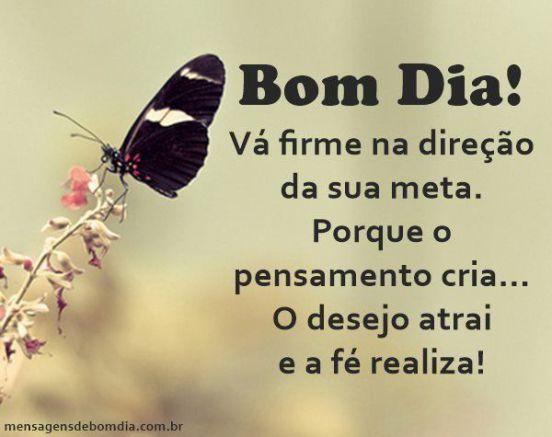 Bom Dia!
Vá firme na direção
da sua meta.
Porque o
pensamento cria...
O desejo atrai
e a fé realiza!
mensagensdebomdia.com.br